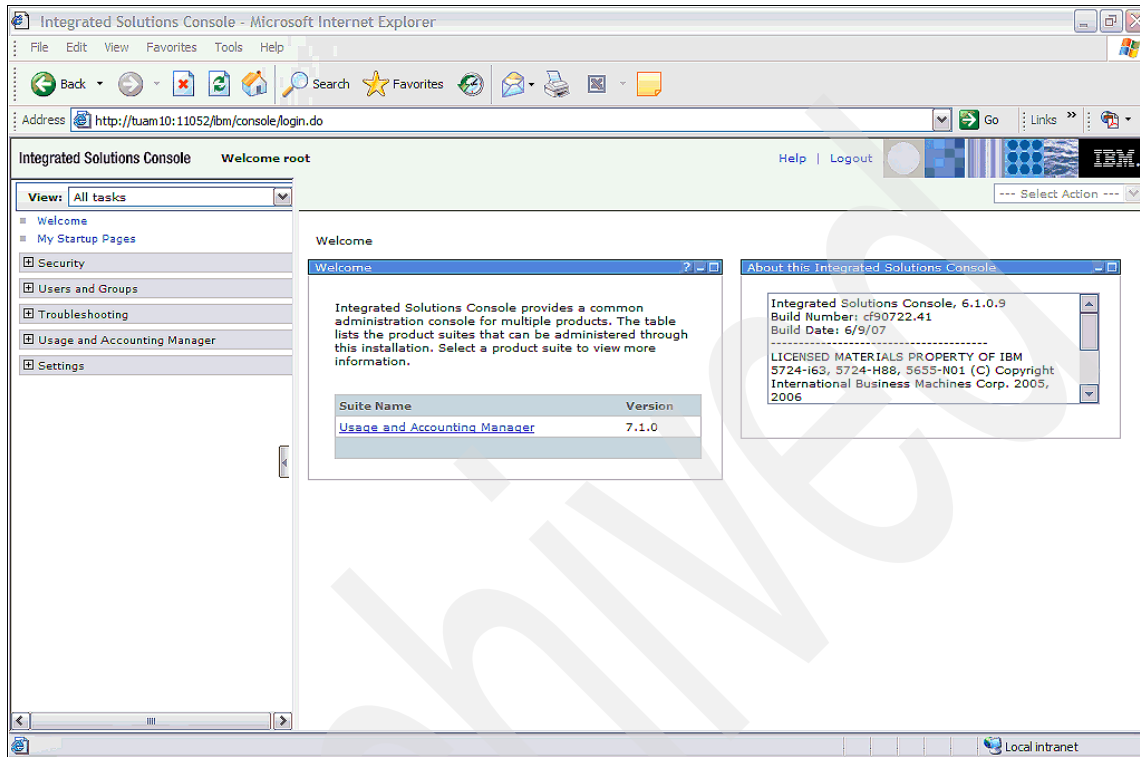 Integrated Solutions Console - Microsoft Internet Explorer
File Edit View Favorites Tools Help
Back Search Favorites
Address http://tuam10:11052/ibm/console/login.do Go Links »
Integrated Solutions Console Welcome root Help | Logout IBM.
View: All tasks --- Select Action ---
Welcome
My Startup Pages
Security
Users and Groups
Troubleshooting
Usage and Accounting Manager
Settings
Welcome
Welcome ?
Integrated Solutions Console provides a common
administration console for multiple products. The table
lists the product suites that can be administered through
this installation. Select a product suite to view more
information.
Suite Name Version
Usage and Accounting Manager 7.1.0
About this Integrated Solutions Console
Integrated Solutions Console, 6.1.0.9
Build Number: cf90722.41
Build Date: 6/9/07
----------------------------------
LICENSED MATERIALS PROPERTY OF IBM
5724-i63, 5724-H88, 5655-N01 (C) Copyright
International Business Machines Corp. 2005,
2006
Local intranet
hived